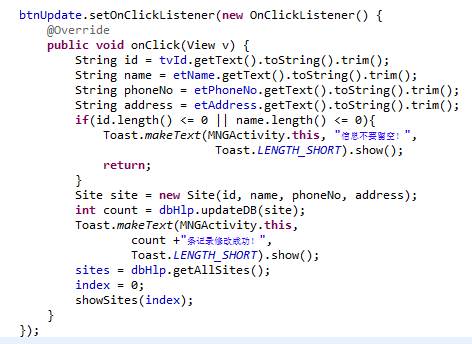 btnUpdate.setOnClickListener(new OnClickListener() {
@Override
public void onClick(View v) {
String id = tvId.getText().toString().trim();
String name = etName.getText().toString().trim();
String phoneNo = etPhoneNo.getText().toString().trim();
String address = etAddress.getText().toString().trim();
if(id.length() <= 0 || name.length() <= 0){
Toast.makeText(MNGActivity.this, "信息不要留空！",
Toast.LENGTH_SHORT).show();
return;
}
Site site = new Site(id, name, phoneNo, address);
int count = dbHlp.updateDB(site);
Toast.makeText(MNGActivity.this,
count +"条记录修改成功！",
Toast.LENGTH_SHORT).show();
sites = dbHlp.getAllSites();
index = 0;
showSites(index);
}
});